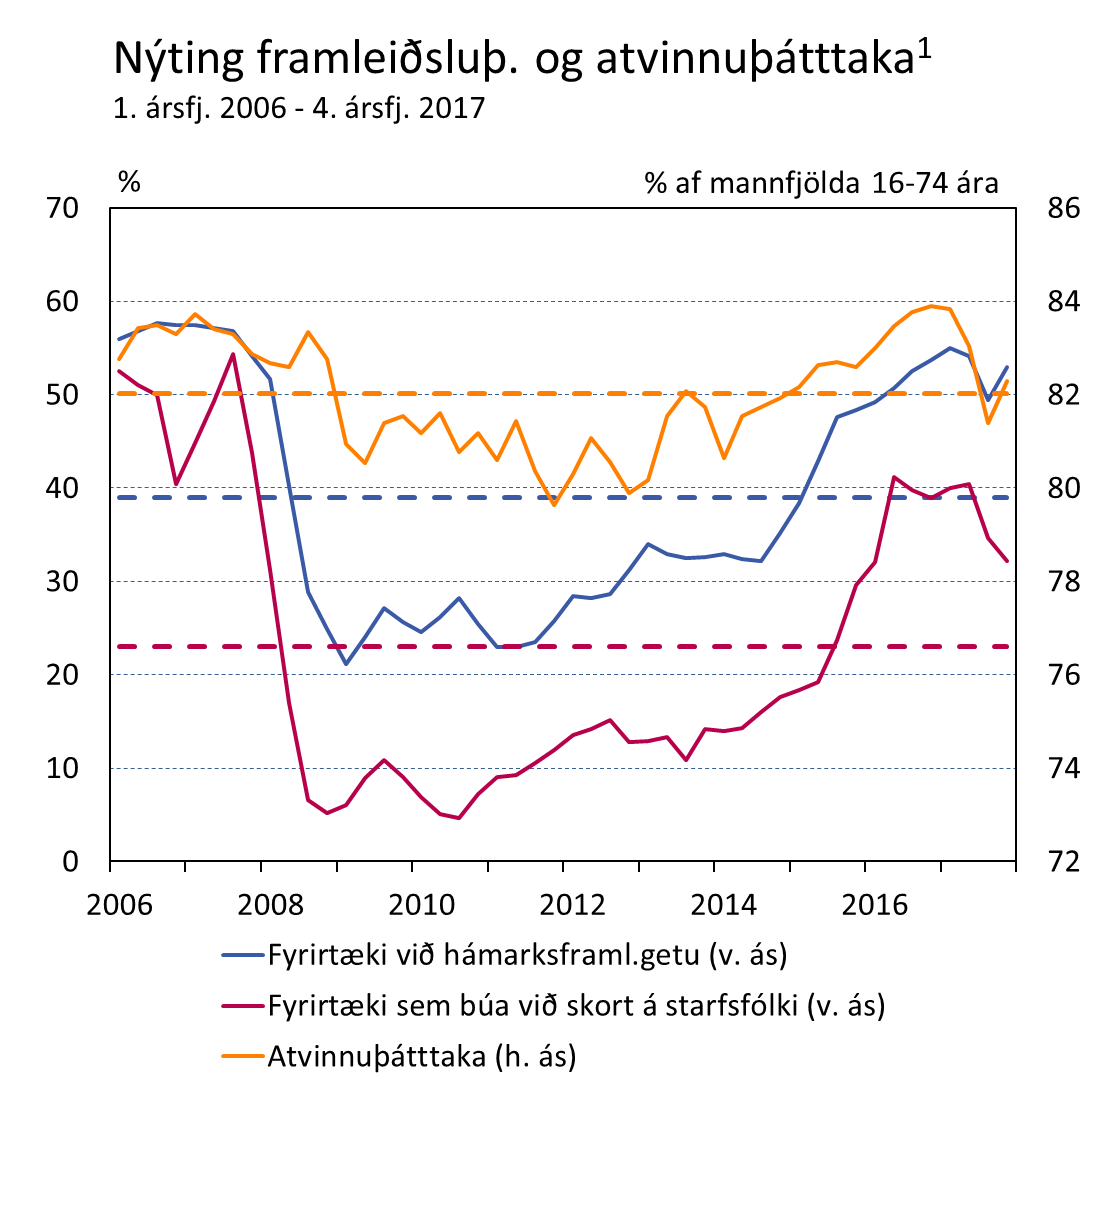 Nýting framleiðsluþ. og atvinnuþátttaka¹
1. ársfj. 2006 - 4. ársfj. 2017
%
% af mannfjölda 16-74 ára
70
86
60
84
50
82
40
80
30
78
20
76
10
74
0
72
2006 2008 2010 2012 2014 2016
Fyrirtæki við hámarksframl.getu (v. ás)
Fyrirtæki sem búa við skort á starfsfólki (v. ás)
Atvinnuþátttaka (h. ás)